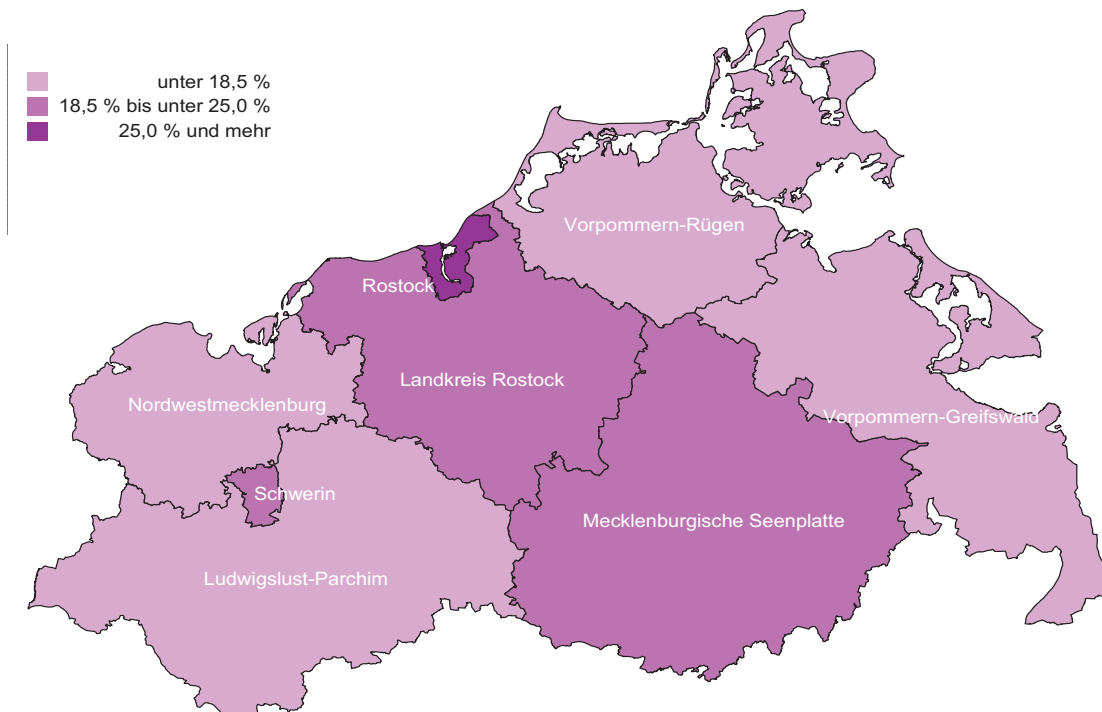 unter 18,5 %
18,5 % bis unter 25,0 %
25,0 % und mehr
Vorpommern-Rügen
Rostock
Landkreis Rostock
Nordwestmecklenburg
Vorpommern-Greifswald
Schwerin
Mecklenburgische Seenplatte
Ludwigslust-Parchim